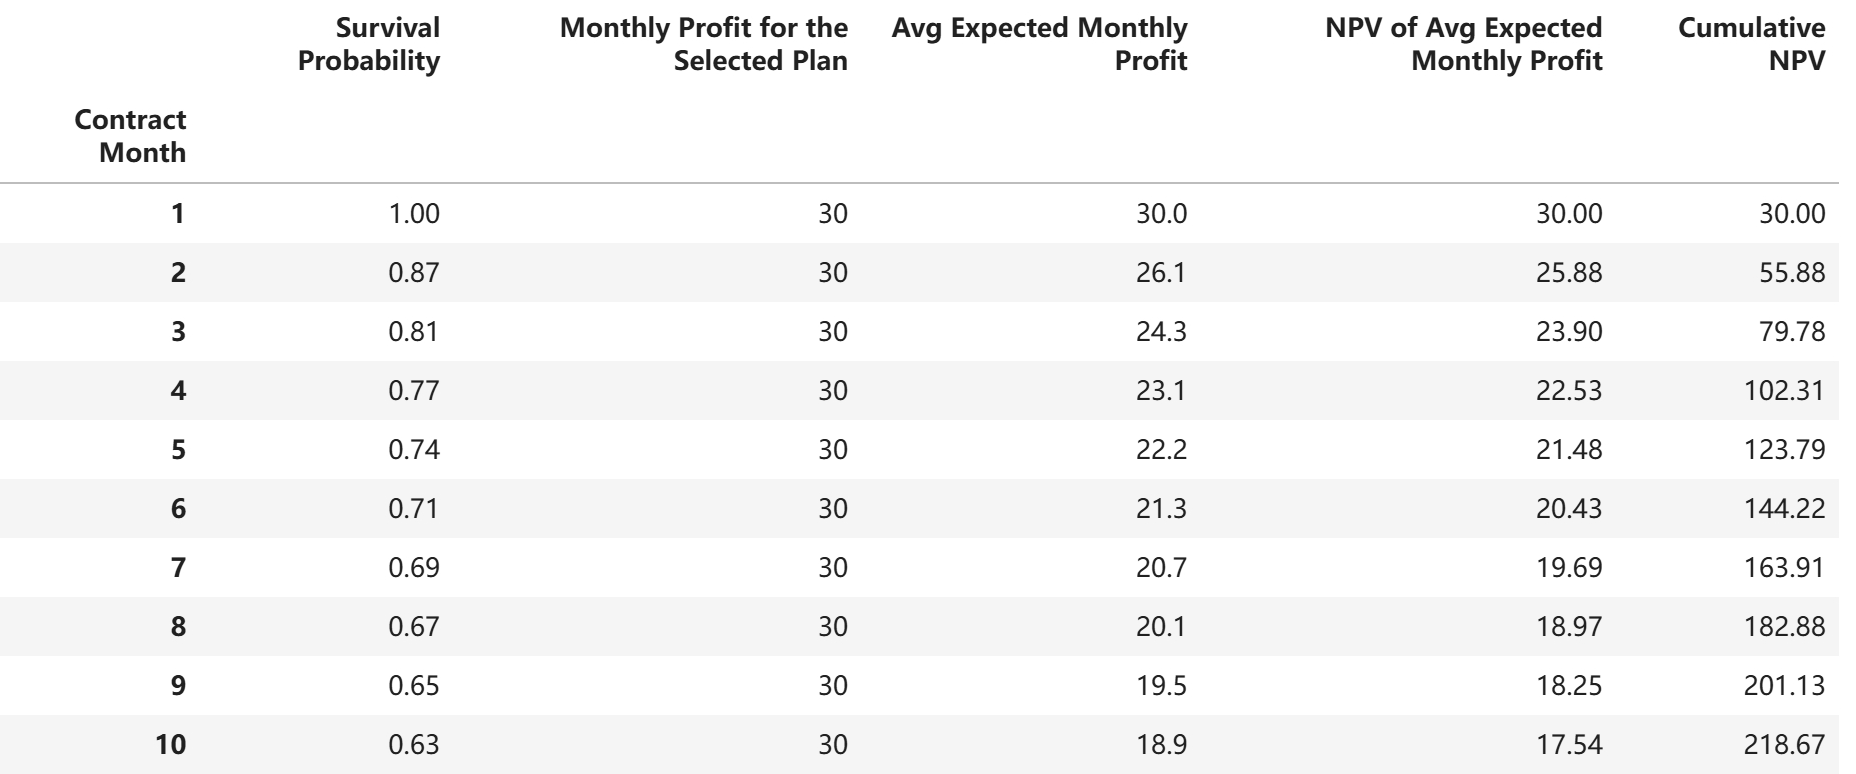 Survival Monthly Profit for the Avg Expected Monthly NPV of Avg Expected Cumulative
Probability Selected Plan Profit Monthly Profit NPV
Contract
Month
1 1.00 30 30.0 30.00 30.00
2 0.87 30 26.1 25.88 55.88
3 0.81 30 24.3 23.90 79.78
4 0.77 30 23.1 22.53 102.31
5 0.74 30 22.2 21.48 123.79
6 0.71 30 21.3 20.43 144.22
7 0.69 30 20.7 19.69 163.91
8 0.67 30 20.1 18.97 182.88
9 0.65 30 19.5 18.25 201.13
10 0.63 30 18.9 17.54 218.67